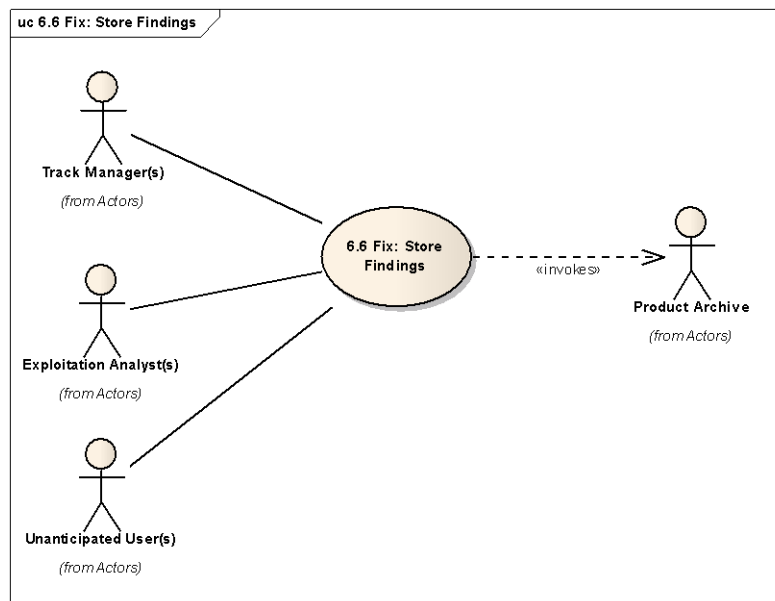 uc 6.6 Fix: Store Findings
Track Manager(s)
(from Actors)
6.6 Fix: Store
Findings
«invokes»
Product Archive
(from Actors)
Exploitation Analyst(s)
(from Actors)
Unanticipated User(s)
(from Actors)